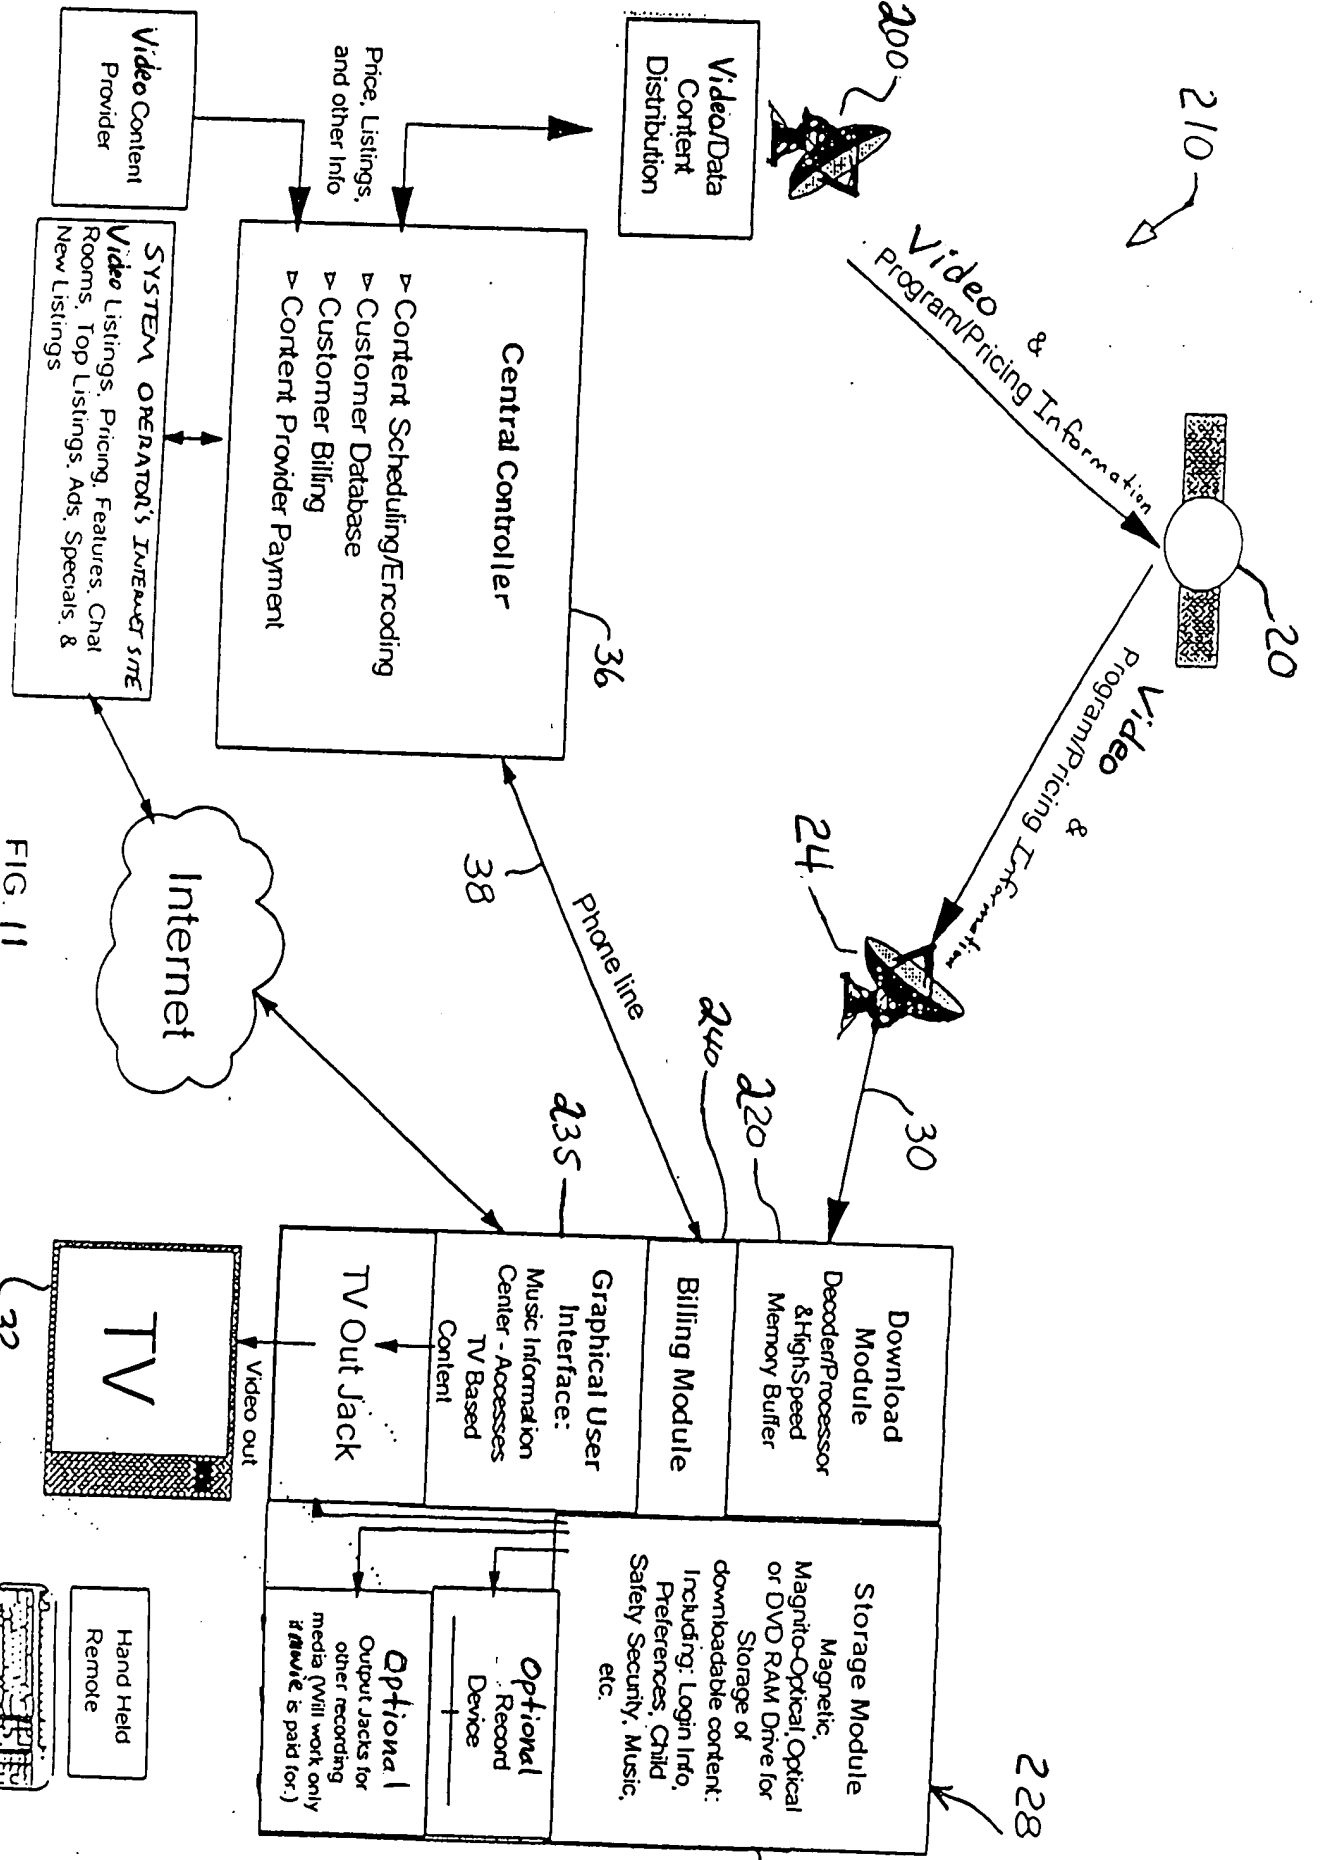 210
200
20
Video &
Program/Pricing Information
Video &
Program/Pricing Information
24
30
Video/Data
Content
Distribution
Price, Listings,
and other Info
Video Content
Provider
36
Central Controller
▹ Content Scheduling/Encoding
▹ Customer Database
▹ Customer Billing
▹ Content Provider Payment
SYSTEM OPERATOR'S INTERNET SITE
Video Listings, Pricing, Features, Chat
Rooms, Top Listings, Ads, Specials, &
New Listings
38
Phone line
Internet
220
240
235
228
Download
Module
Decoder/Processor
&HighSpeed
Memory Buffer
Billing Module
Graphical User
Interface:
Music Information
Center - Accesses
TV Based
Content
TV Out Jack
Video out
TV
32
Storage Module
Magnetic,
Magnito-Optical, Optical
or DVD RAM Drive for
Storage of
downloadable content:
Including: Login Info,
Preferences, Child
Safety Security, Music,
etc.
Optional
Record
Device
Optional
Output Jacks for
other recording
media (Will work only
if movie is paid for.)
Hand Held
Remote
FIG. 11